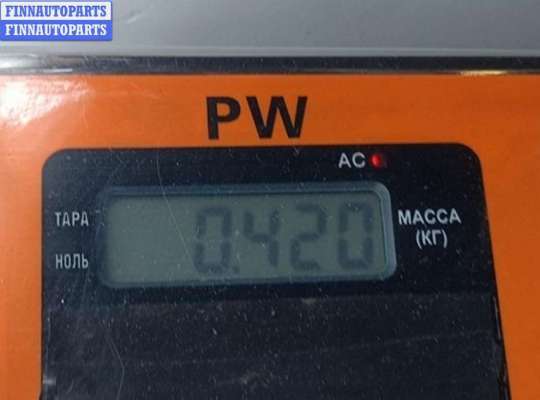 FINNAUTOPARTS
FINNAUTOPARTS
PW
AC
ТАРА
0.420
МАССА
(КГ)
НОЛЬ